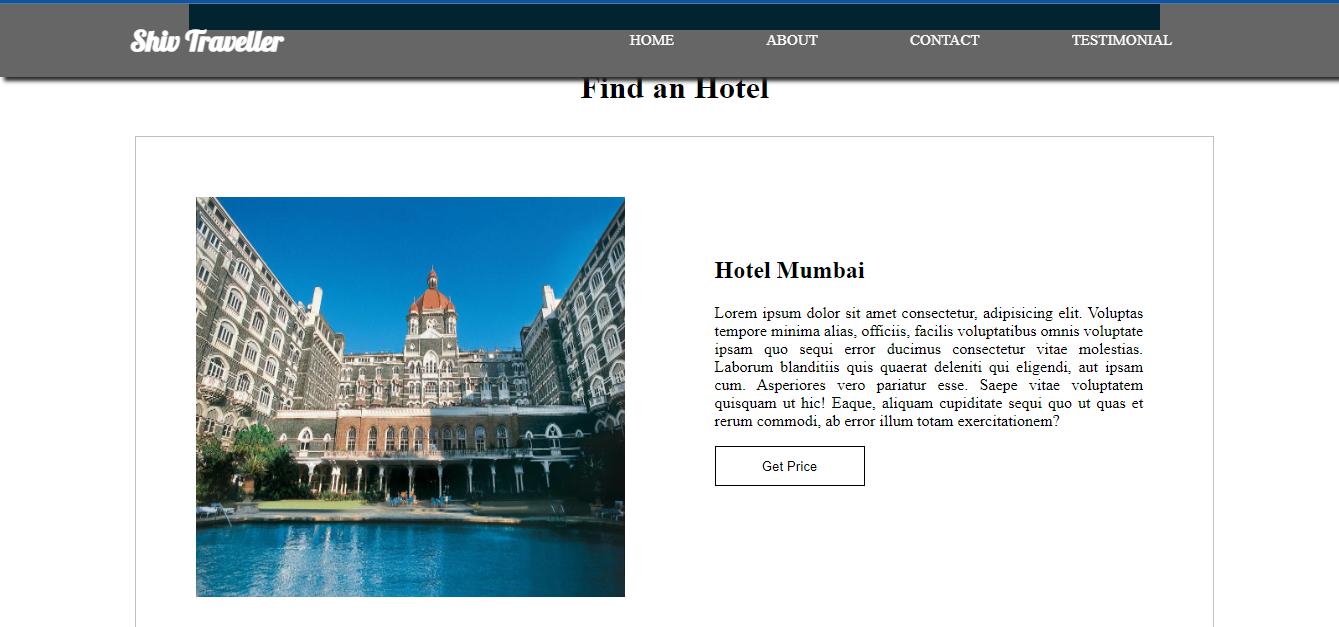 Shiv Traveller HOME ABOUT CONTACT TESTIMONIAL
Find an Hotel
Hotel Mumbai
Lorem ipsum dolor sit amet consectetur, adipisicing elit. Voluptas
tempore minima alias, officiis, facilis voluptatibus omnis voluptate
ipsam quo sequi error ducimus consectetur vitae molestias.
Laborum blanditiis quis quaerat deleniti qui eligendi, aut ipsam
cum. Asperiores vero pariatur esse. Saepe vitae voluptatem
quisquam ut hic! Eaque, aliquam cupiditate sequi quo ut quas et
rerum commodi, ab error illum totam exercitationem?
Get Price